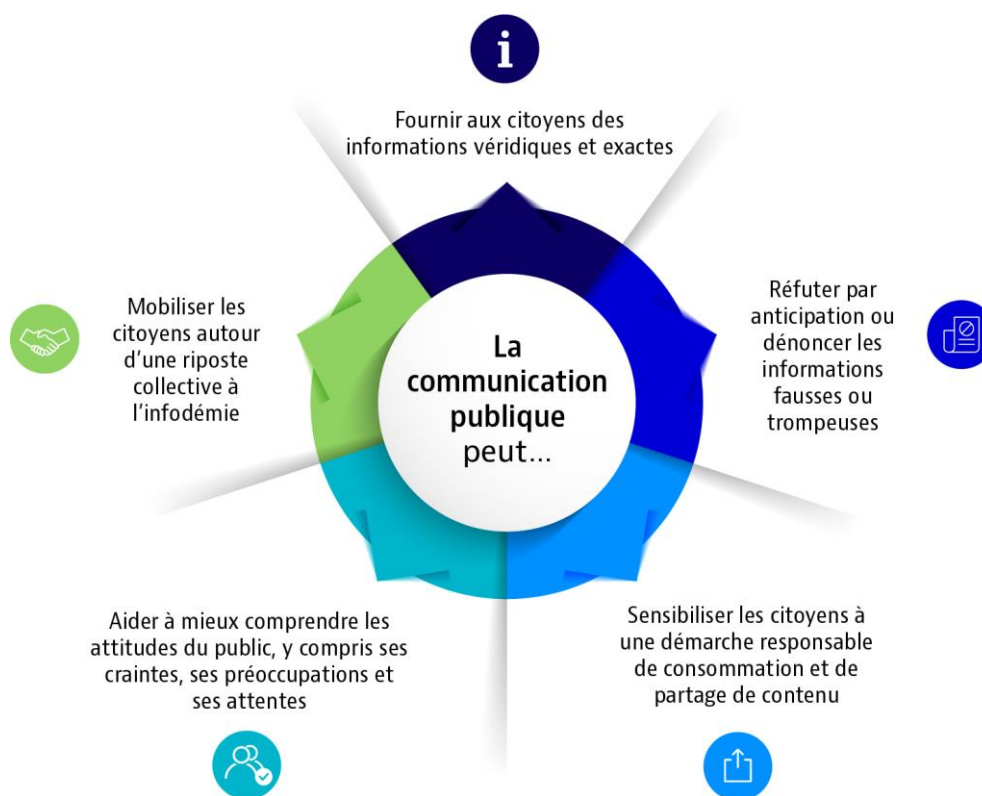 i
Fournir aux citoyens des
informations véridiques et exactes
Réfuter par
anticipation ou
dénoncer les
informations
fausses ou
trompeuses
Sensibiliser les citoyens à
une démarche responsable
de consommation et de
partage de contenu
Aider à mieux comprendre les
attitudes du public, y compris ses
craintes, ses préoccupations et
ses attentes
Mobiliser les
citoyens autour
d'une riposte
collective à
l'infodémie
La
communication
publique
peut...